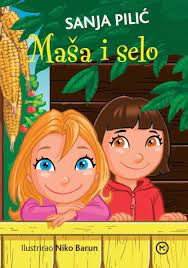 SANJA PILIĆ
Maša i selo
Ilustrirao Niko Barun